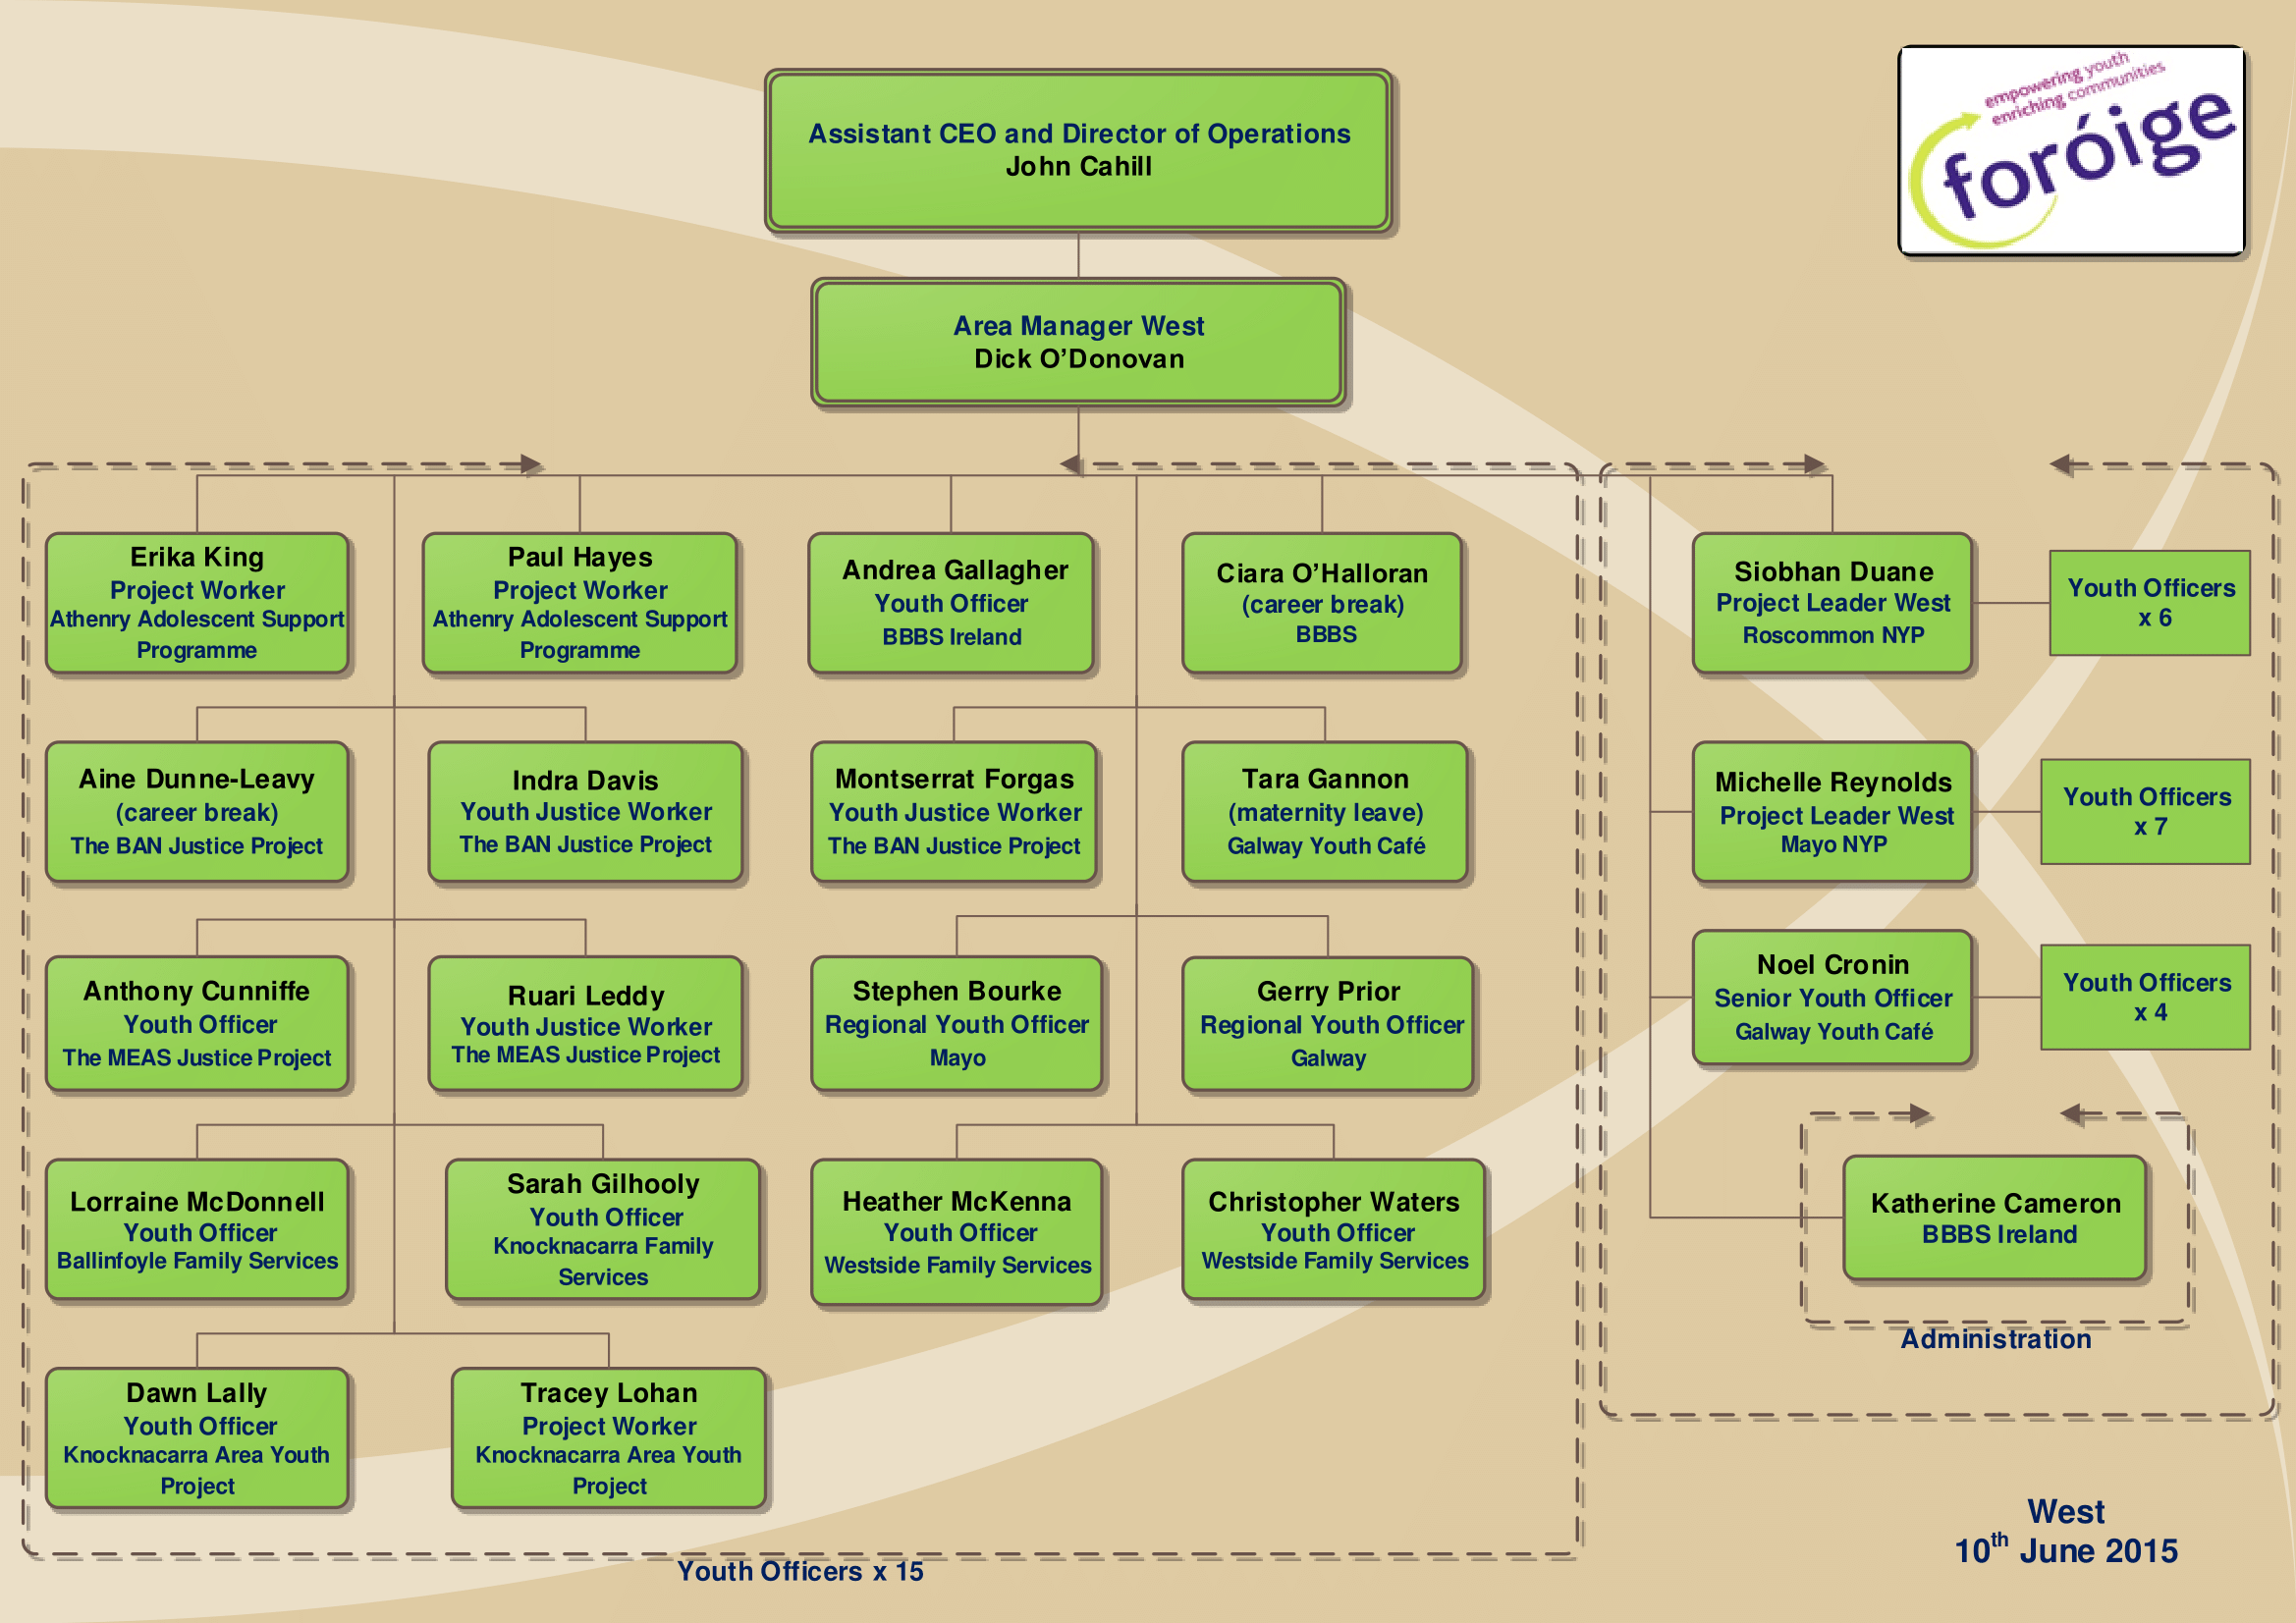 empowering youth
enriching communities
foróige
Assistant CEO and Director of Operations
John Cahill
Area Manager West
Dick O’Donovan
Erika King
Project Worker
Athenry Adolescent Support
Programme
Paul Hayes
Project Worker
Athenry Adolescent Support
Programme
Andrea Gallagher
Youth Officer
BBBS Ireland
Ciara O’Halloran
(career break)
BBBS
Siobhan Duane
Project Leader West
Roscommon NYP
Youth Officers
x 6
Aine Dunne-Leavy
(career break)
The BAN Justice Project
Indra Davis
Youth Justice Worker
The BAN Justice Project
Montserrat Forgas
Youth Justice Worker
The BAN Justice Project
Tara Gannon
(maternity leave)
Galway Youth Café
Michelle Reynolds
Project Leader West
Mayo NYP
Youth Officers
x 7
Anthony Cunniffe
Youth Officer
The MEAS Justice Project
Ruari Leddy
Youth Justice Worker
The MEAS Justice Project
Stephen Bourke
Regional Youth Officer
Mayo
Gerry Prior
Regional Youth Officer
Galway
Noel Cronin
Senior Youth Officer
Galway Youth Café
Youth Officers
x 4
Lorraine McDonnell
Youth Officer
Ballinfoyle Family Services
Sarah Gilhooly
Youth Officer
Knocknacarra Family
Services
Heather McKenna
Youth Officer
Westside Family Services
Christopher Waters
Youth Officer
Westside Family Services
Katherine Cameron
BBBS Ireland
Administration
Dawn Lally
Youth Officer
Knocknacarra Area Youth
Project
Tracey Lohan
Project Worker
Knocknacarra Area Youth
Project
Youth Officers x 15
West
10th June 2015